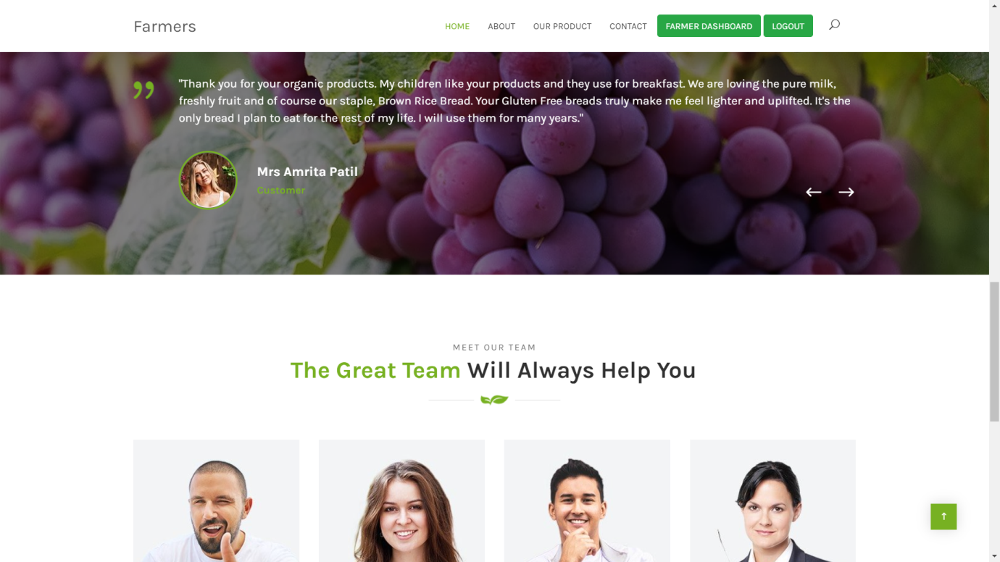 Farmers
HOME ABOUT OUR PRODUCT CONTACT FARMER DASHBOARD LOGOUT
"Thank you for your organic products. My children like your products and they use for breakfast. We are loving the pure milk,
freshly fruit and of course our staple, Brown Rice Bread. Your Gluten Free breads truly make me feel lighter and uplifted. It's the
only bread I plan to eat for the rest of my life. I will use them for many years."
Mrs Amrita Patil
Customer
MEET OUR TEAM
The Great Team Will Always Help You